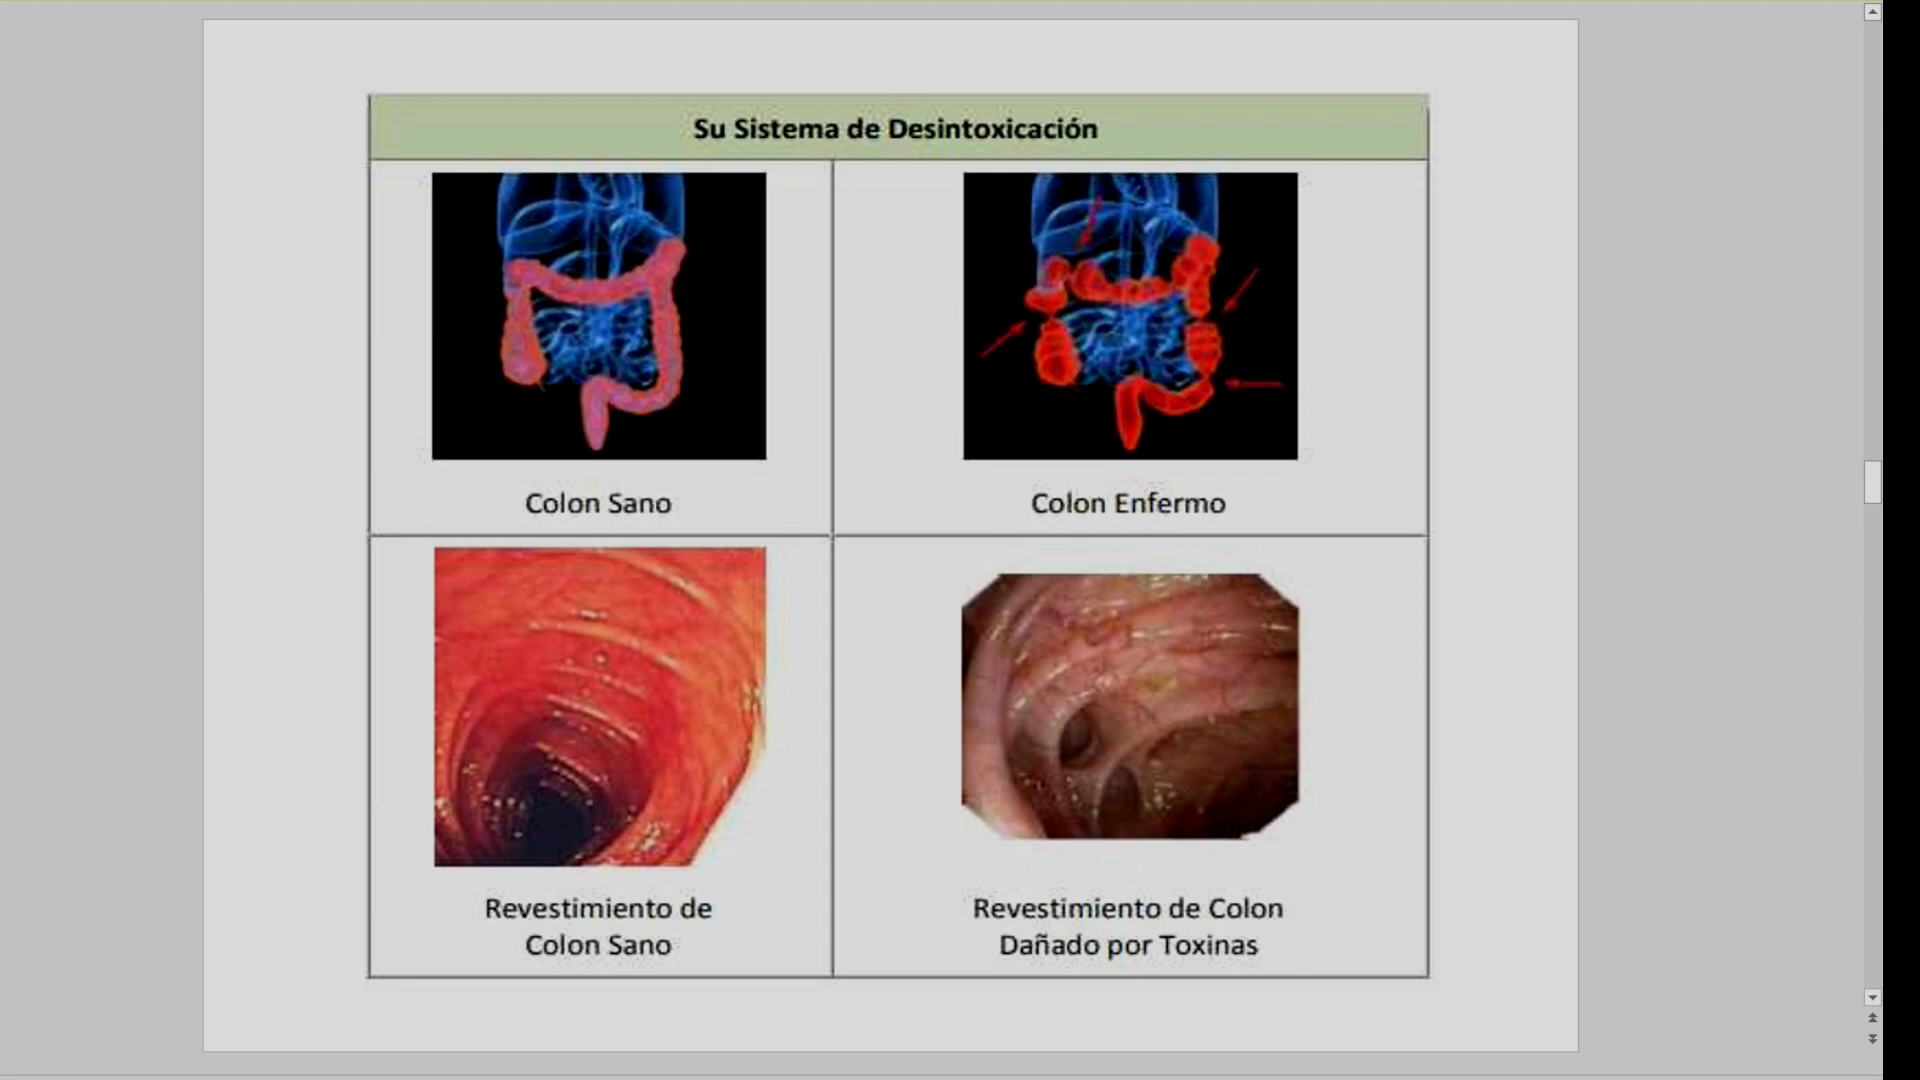 Su Sistema de Desintoxicación
Colon Sano
Colon Enfermo
Revestimiento de
Colon Sano
Revestimiento de Colon
Dañado por Toxinas